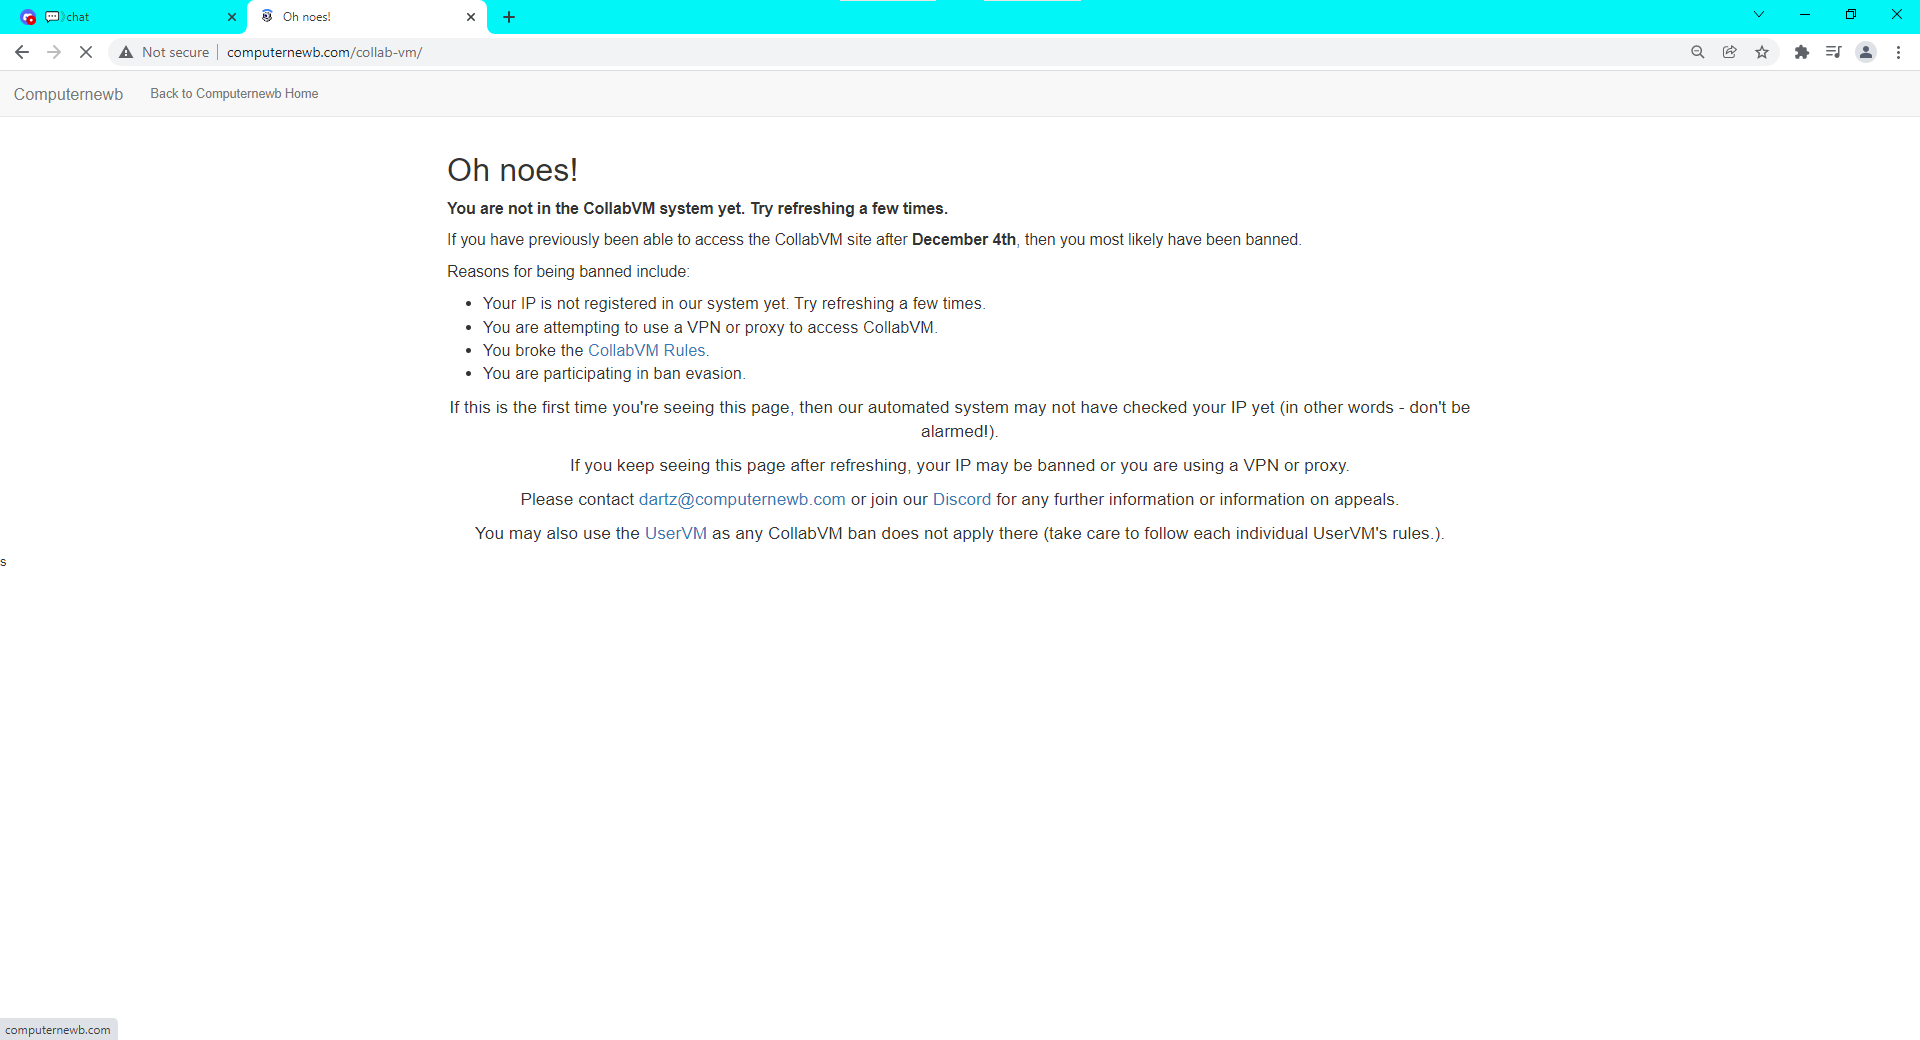 chat
Oh noes!
Not secure
computernewb.com/collab-vm/
Computernewb
Back to Computernewb Home
Oh noes!
You are not in the CollabVM system yet. Try refreshing a few times.
If you have previously been able to access the CollabVM site after December 4th, then you most likely have been banned.
Reasons for being banned include:
Your IP is not registered in our system yet. Try refreshing a few times.
You are attempting to use a VPN or proxy to access CollabVM.
You broke the CollabVM Rules.
You are participating in ban evasion.
If this is the first time you're seeing this page, then our automated system may not have checked your IP yet (in other words - don't be
alarmed!).
If you keep seeing this page after refreshing, your IP may be banned or you are using a VPN or proxy.
Please contact dartz@computernewb.com or join our Discord for any further information or information on appeals.
You may also use the UserVM as any CollabVM ban does not apply there (take care to follow each individual UserVM's rules.).
s
computernewb.com